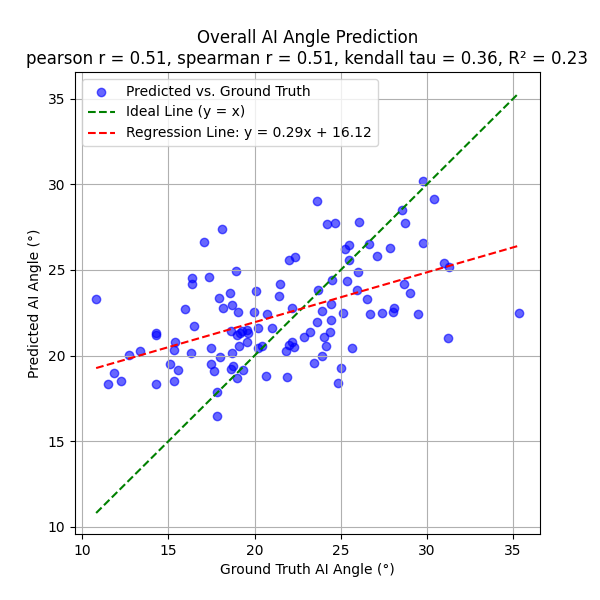 Overall AI Angle Prediction
pearson r = 0.51, spearman r = 0.51, kendall tau = 0.36, R² = 0.23
Predicted vs. Ground Truth
Ideal Line (y = x)
Regression Line: y = 0.29x + 16.12
35
30
25
20
15
10
Predicted AI Angle (°)
10 15 20 25 30 35
Ground Truth AI Angle (°)